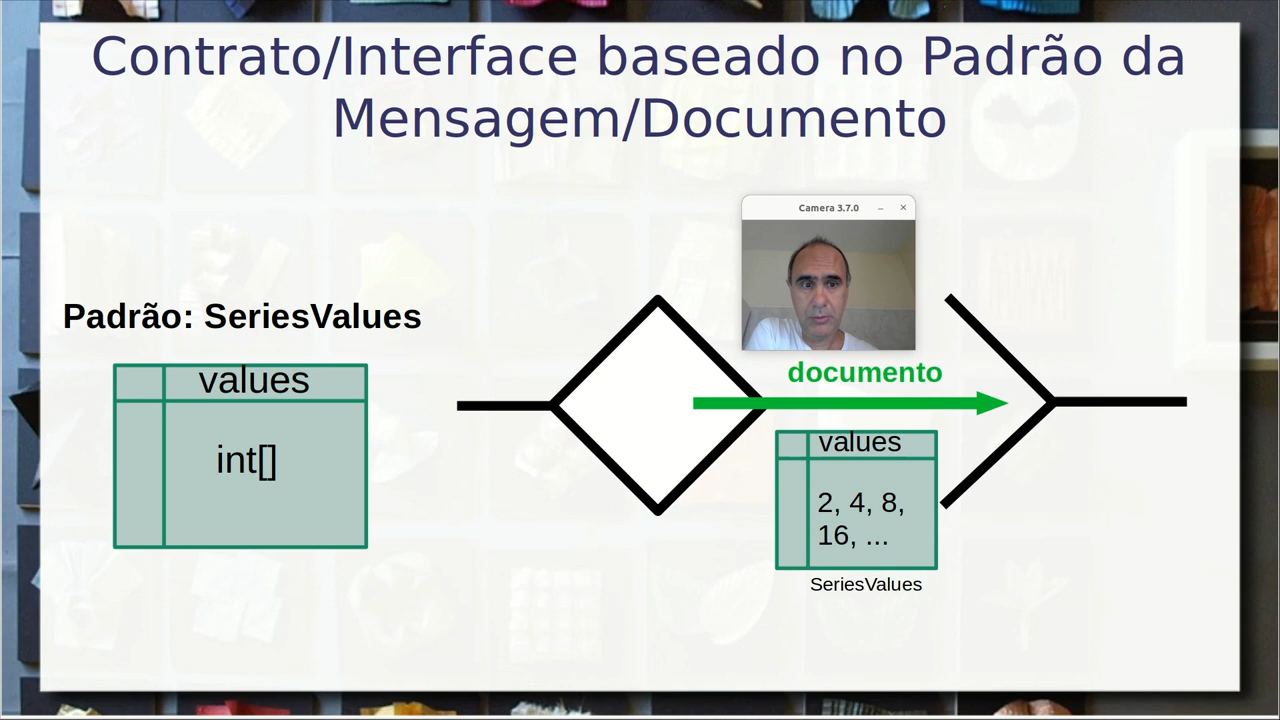 Contrato/Interface baseado no Padrão da
Mensagem/Documento
Camera 3.7.0
Padrão: SeriesValues
values
int[]
documento
values
2, 4, 8,
16, ...
SeriesValues